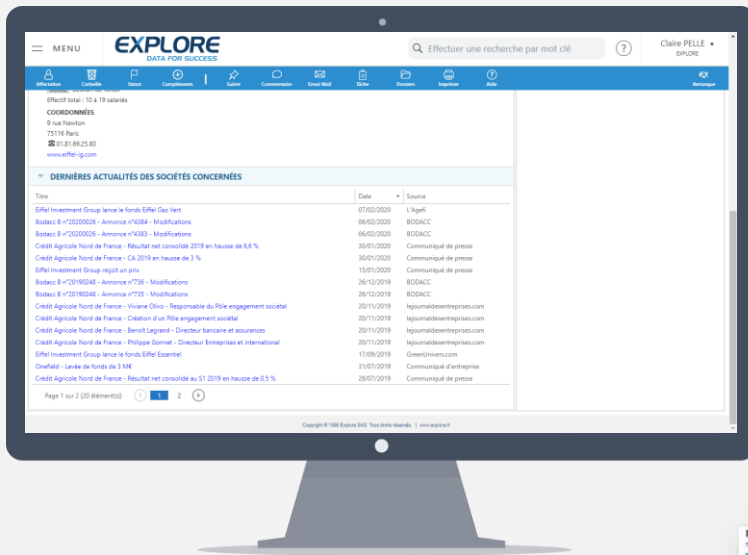 MENU
EXPLORE
DATA FOR SUCCESS
Effectuer une recherche par mot clé
?
Claire PELLE
EXPLORE
Affectation Corbeille Statut Compléments Suivre Commentaire Envoi Mail Tâche Dossiers Imprimer Aide Remarque
Effectif total : 10 à 19 salariés
COORDONNÉES
9 rue Newton
75116 Paris
01.81.69.25.80
www.eiffel-ig.com
DERNIÈRES ACTUALITÉS DES SOCIÉTÉS CONCERNÉES
Titre Date Source
Eiffel Investment Group lance le fonds Eiffel Gaz Vert 07/02/2020 L'Agefi
Bodacc B n°20200026 - Annonce n°4384 - Modifications 06/02/2020 BODACC
Bodacc B n°20200026 - Annonce n°4383 - Modifications 06/02/2020 BODACC
Crédit Agricole Nord de France - Résultat net consolidé 2019 en hausse de 6,6 % 30/01/2020 Communiqué de presse
Crédit Agricole Nord de France - CA 2019 en hausse de 3 % 30/01/2020 Communiqué de presse
Eiffel Investment Group reçoit un prix 15/01/2020 Communiqué de presse
Bodacc B n°20190248 - Annonce n°736 - Modifications 26/12/2019 BODACC
Bodacc B n°20190248 - Annonce n°735 - Modifications 26/12/2019 BODACC
Crédit Agricole Nord de France - Viviane Olivo - Responsable du Pôle engagement sociétal 20/11/2019 lejournaldesentreprises.com
Crédit Agricole Nord de France - Création d'un Pôle engagement sociétal 20/11/2019 lejournaldesentreprises.com
Crédit Agricole Nord de France - Benoît Legrand - Directeur bancaire et assurances 20/11/2019 lejournaldesentreprises.com
Crédit Agricole Nord de France - Philippe Gonnet - Directeur Entreprises et international 20/11/2019 lejournaldesentreprises.com
Eiffel Investment Group lance le fonds Eiffel Essentiel 17/09/2019 GreenUnivers.com
Onefield - Levée de fonds de 3 M€ 31/07/2019 Communiqué d'entreprise
Crédit Agricole Nord de France - Résultat net consolidé au S1 2019 en hausse de 0,5 % 28/07/2019 Communiqué de presse
Page 1 sur 2 (20 élément(s)) 1 2
Copyright © 1998 Explore SAS. Tous droits réservés. | www.explore.fr